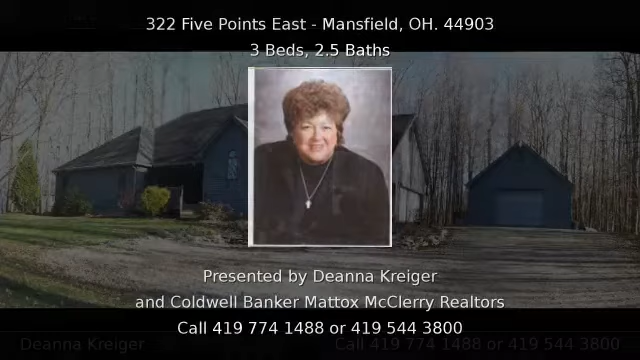 322 Five Points East - Mansfield, OH. 44903
3 Beds, 2.5 Baths
Presented by Deanna Kreiger
and Coldwell Banker Mattox McClerry Realtors
Call 419 774 1488 or 419 544 3800
Deanna Kreiger
Call 419 774 1488 or 419 544 3800